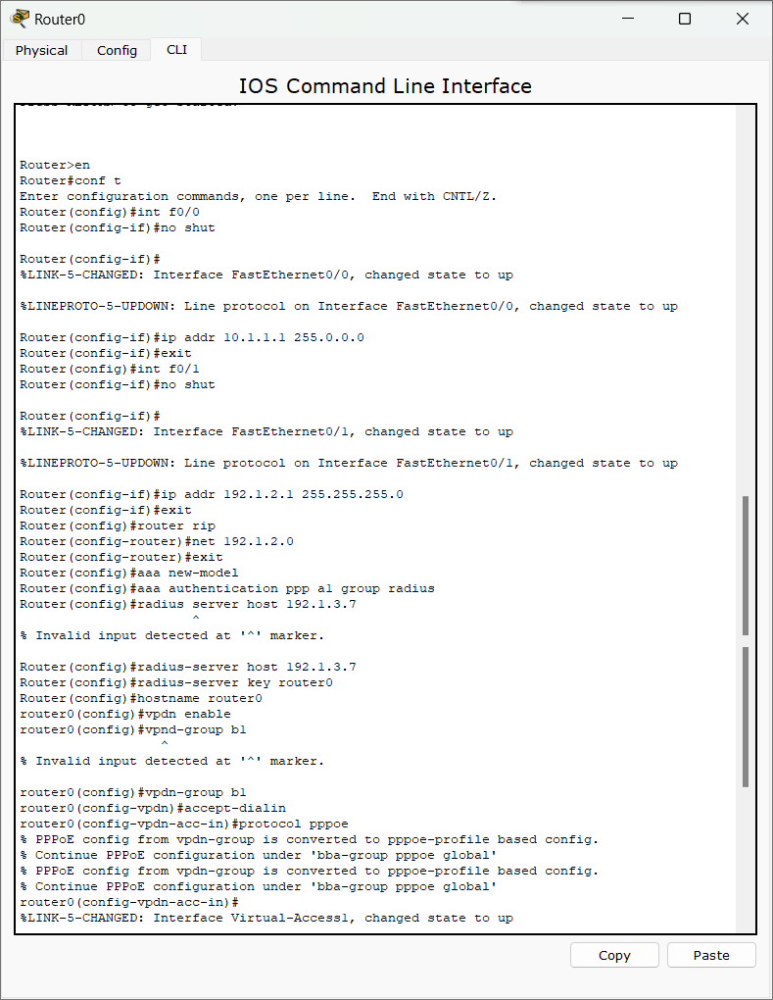 Router0
Physical
Config
CLI
IOS Command Line Interface
Router>en
Router#conf t
Enter configuration commands, one per line.  End with CNTL/Z.
Router(config)#int f0/0
Router(config-if)#no shut
Router(config-if)#
%LINK-5-CHANGED: Interface FastEthernet0/0, changed state to up
%LINEPROTO-5-UPDOWN: Line protocol on Interface FastEthernet0/0, changed state to up
Router(config-if)#ip addr 10.1.1.1 255.0.0.0
Router(config-if)#exit
Router(config)#int f0/1
Router(config-if)#no shut
Router(config-if)#
%LINK-5-CHANGED: Interface FastEthernet0/1, changed state to up
%LINEPROTO-5-UPDOWN: Line protocol on Interface FastEthernet0/1, changed state to up
Router(config-if)#ip addr 192.1.2.1 255.255.255.0
Router(config-if)#exit
Router(config)#router rip
Router(config-router)#net 192.1.2.0
Router(config-router)#exit
Router(config)#aaa new-model
Router(config)#aaa authentication ppp a1 group radius
Router(config)#radius server host 192.1.3.7
^
% Invalid input detected at '^' marker.
Router(config)#radius-server host 192.1.3.7
Router(config)#radius-server key router0
Router(config)#hostname router0
router0(config)#vpdn enable
router0(config)#vpnd-group b1
^
% Invalid input detected at '^' marker.
router0(config)#vpdn-group b1
router0(config-vpdn)#accept-dialin
router0(config-vpdn-acc-in)#protocol pppoe
% PPPoE config from vpdn-group is converted to pppoe-profile based config.
% Continue PPPoE configuration under 'bba-group pppoe global'
% PPPoE config from vpdn-group is converted to pppoe-profile based config.
% Continue PPPoE configuration under 'bba-group pppoe global'
router0(config-vpdn-acc-in)#
%LINK-5-CHANGED: Interface Virtual-Access1, changed state to up
Copy
Paste